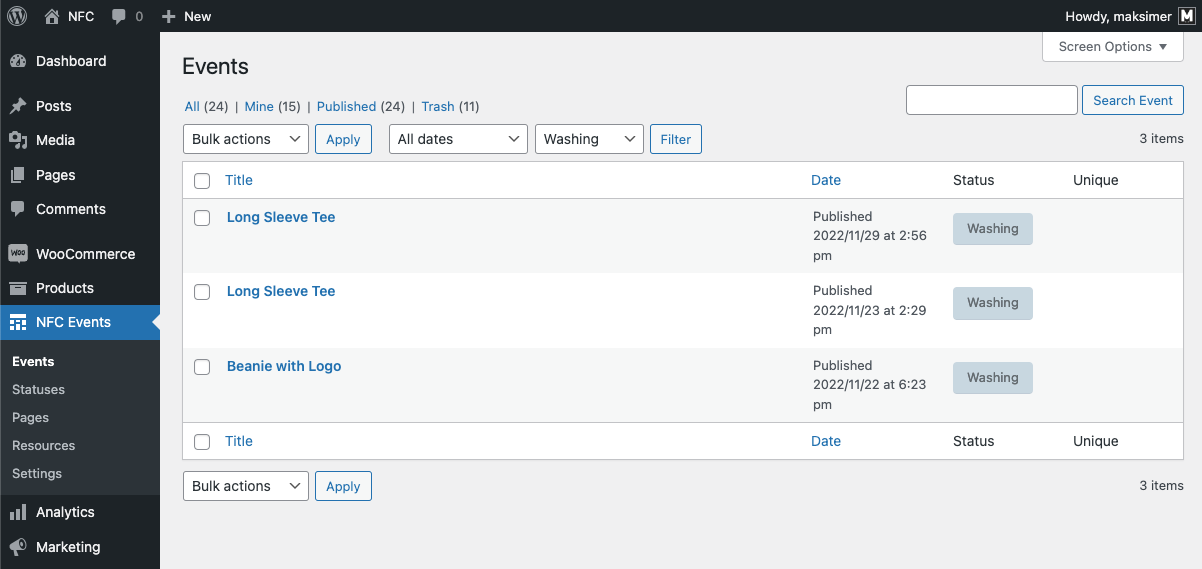 NFC 0 New Howdy, maksimer M
Screen Options
Dashboard
Posts
Media
Pages
Comments
Woo WooCommerce
Products
NFC Events
Events
Statuses
Pages
Resources
Settings
Analytics
Marketing
Events
All (24) | Mine (15) | Published (24) | Trash (11)
Search Event
Bulk actions Apply All dates Washing Filter 3 items
Title Date Status Unique
Long Sleeve Tee Published Washing
2022/11/29 at 2:56
pm
Long Sleeve Tee Published Washing
2022/11/23 at 2:29
pm
Beanie with Logo Published Washing
2022/11/22 at 6:23
pm
Title Date Status Unique
Bulk actions Apply 3 items